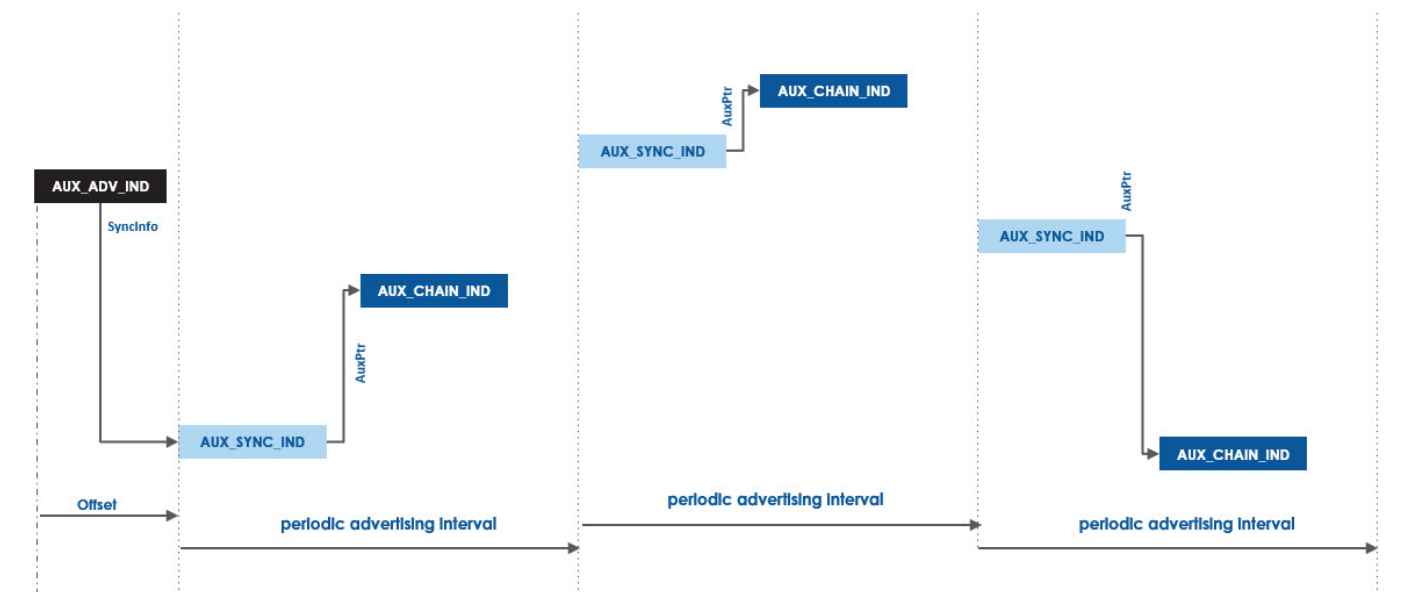 AUX_CHAIN_IND
AuxPtr
AUX_SYNC_IND
AUX_ADV_IND
AuxPtr
SyncInfo
AUX_SYNC_IND
AUX_CHAIN_IND
AuxPtr
AUX_SYNC_IND
AUX_CHAIN_IND
Offset
periodic advertising interval
periodic advertising interval
periodic advertising interval